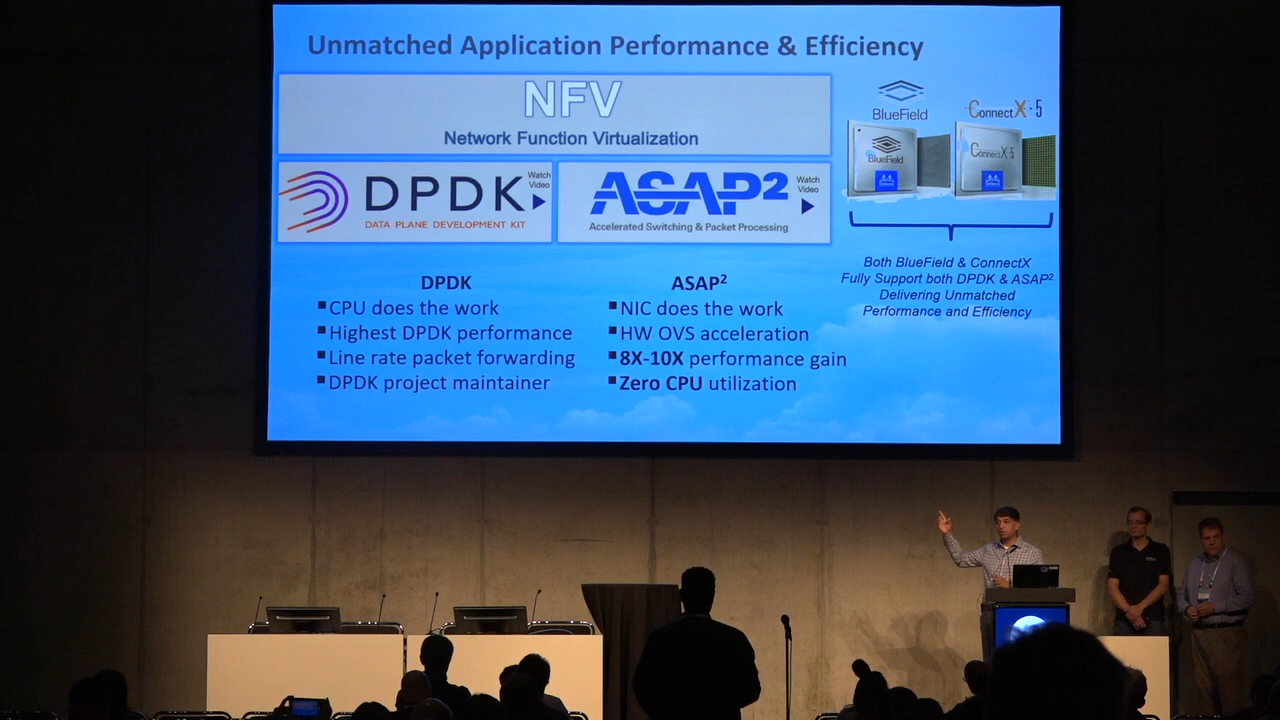 Unmatched Application Performance & Efficiency
NFV
Network Function Virtualization
DPDK
DATA PLANE DEVELOPMENT KIT
Watch
Video
ASAP²
Accelerated Switching & Packet Processing
Watch
Video
BlueField
ConnectX·5
BlueField
ConnectX·5
Both BlueField & ConnectX
Fully Support both DPDK & ASAP²
Delivering Unmatched
Performance and Efficiency
DPDK
▪CPU does the work
▪Highest DPDK performance
▪Line rate packet forwarding
▪DPDK project maintainer
ASAP²
▪NIC does the work
▪HW OVS acceleration
▪8X-10X performance gain
▪Zero CPU utilization